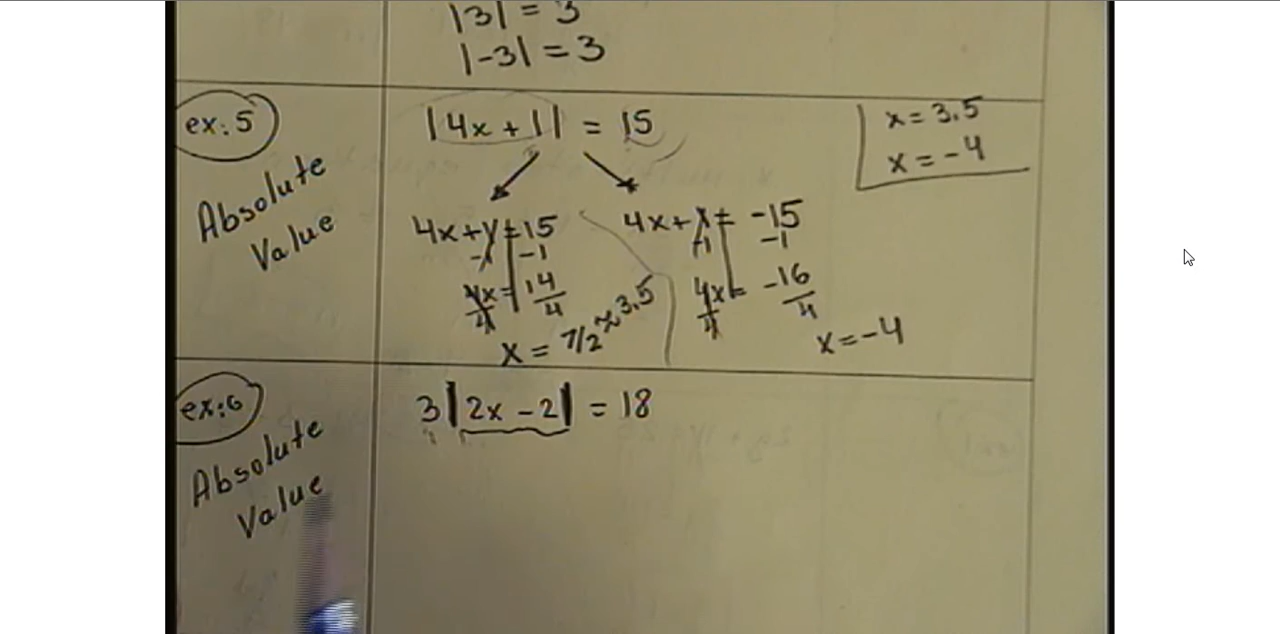 |3| = 3
|-3| = 3
ex: 5
Absolute
Value
|4x + 1| = 15
x = 3.5
x = -4
4x + 1 = 15
-1 -1
4x = 14
4 4
x = 7/2 ≈ 3.5
4x + 1 = -15
-1 -1
4x = -16
4 4
x = -4
ex: 6
Absolute
Value
3|2x - 2| = 18